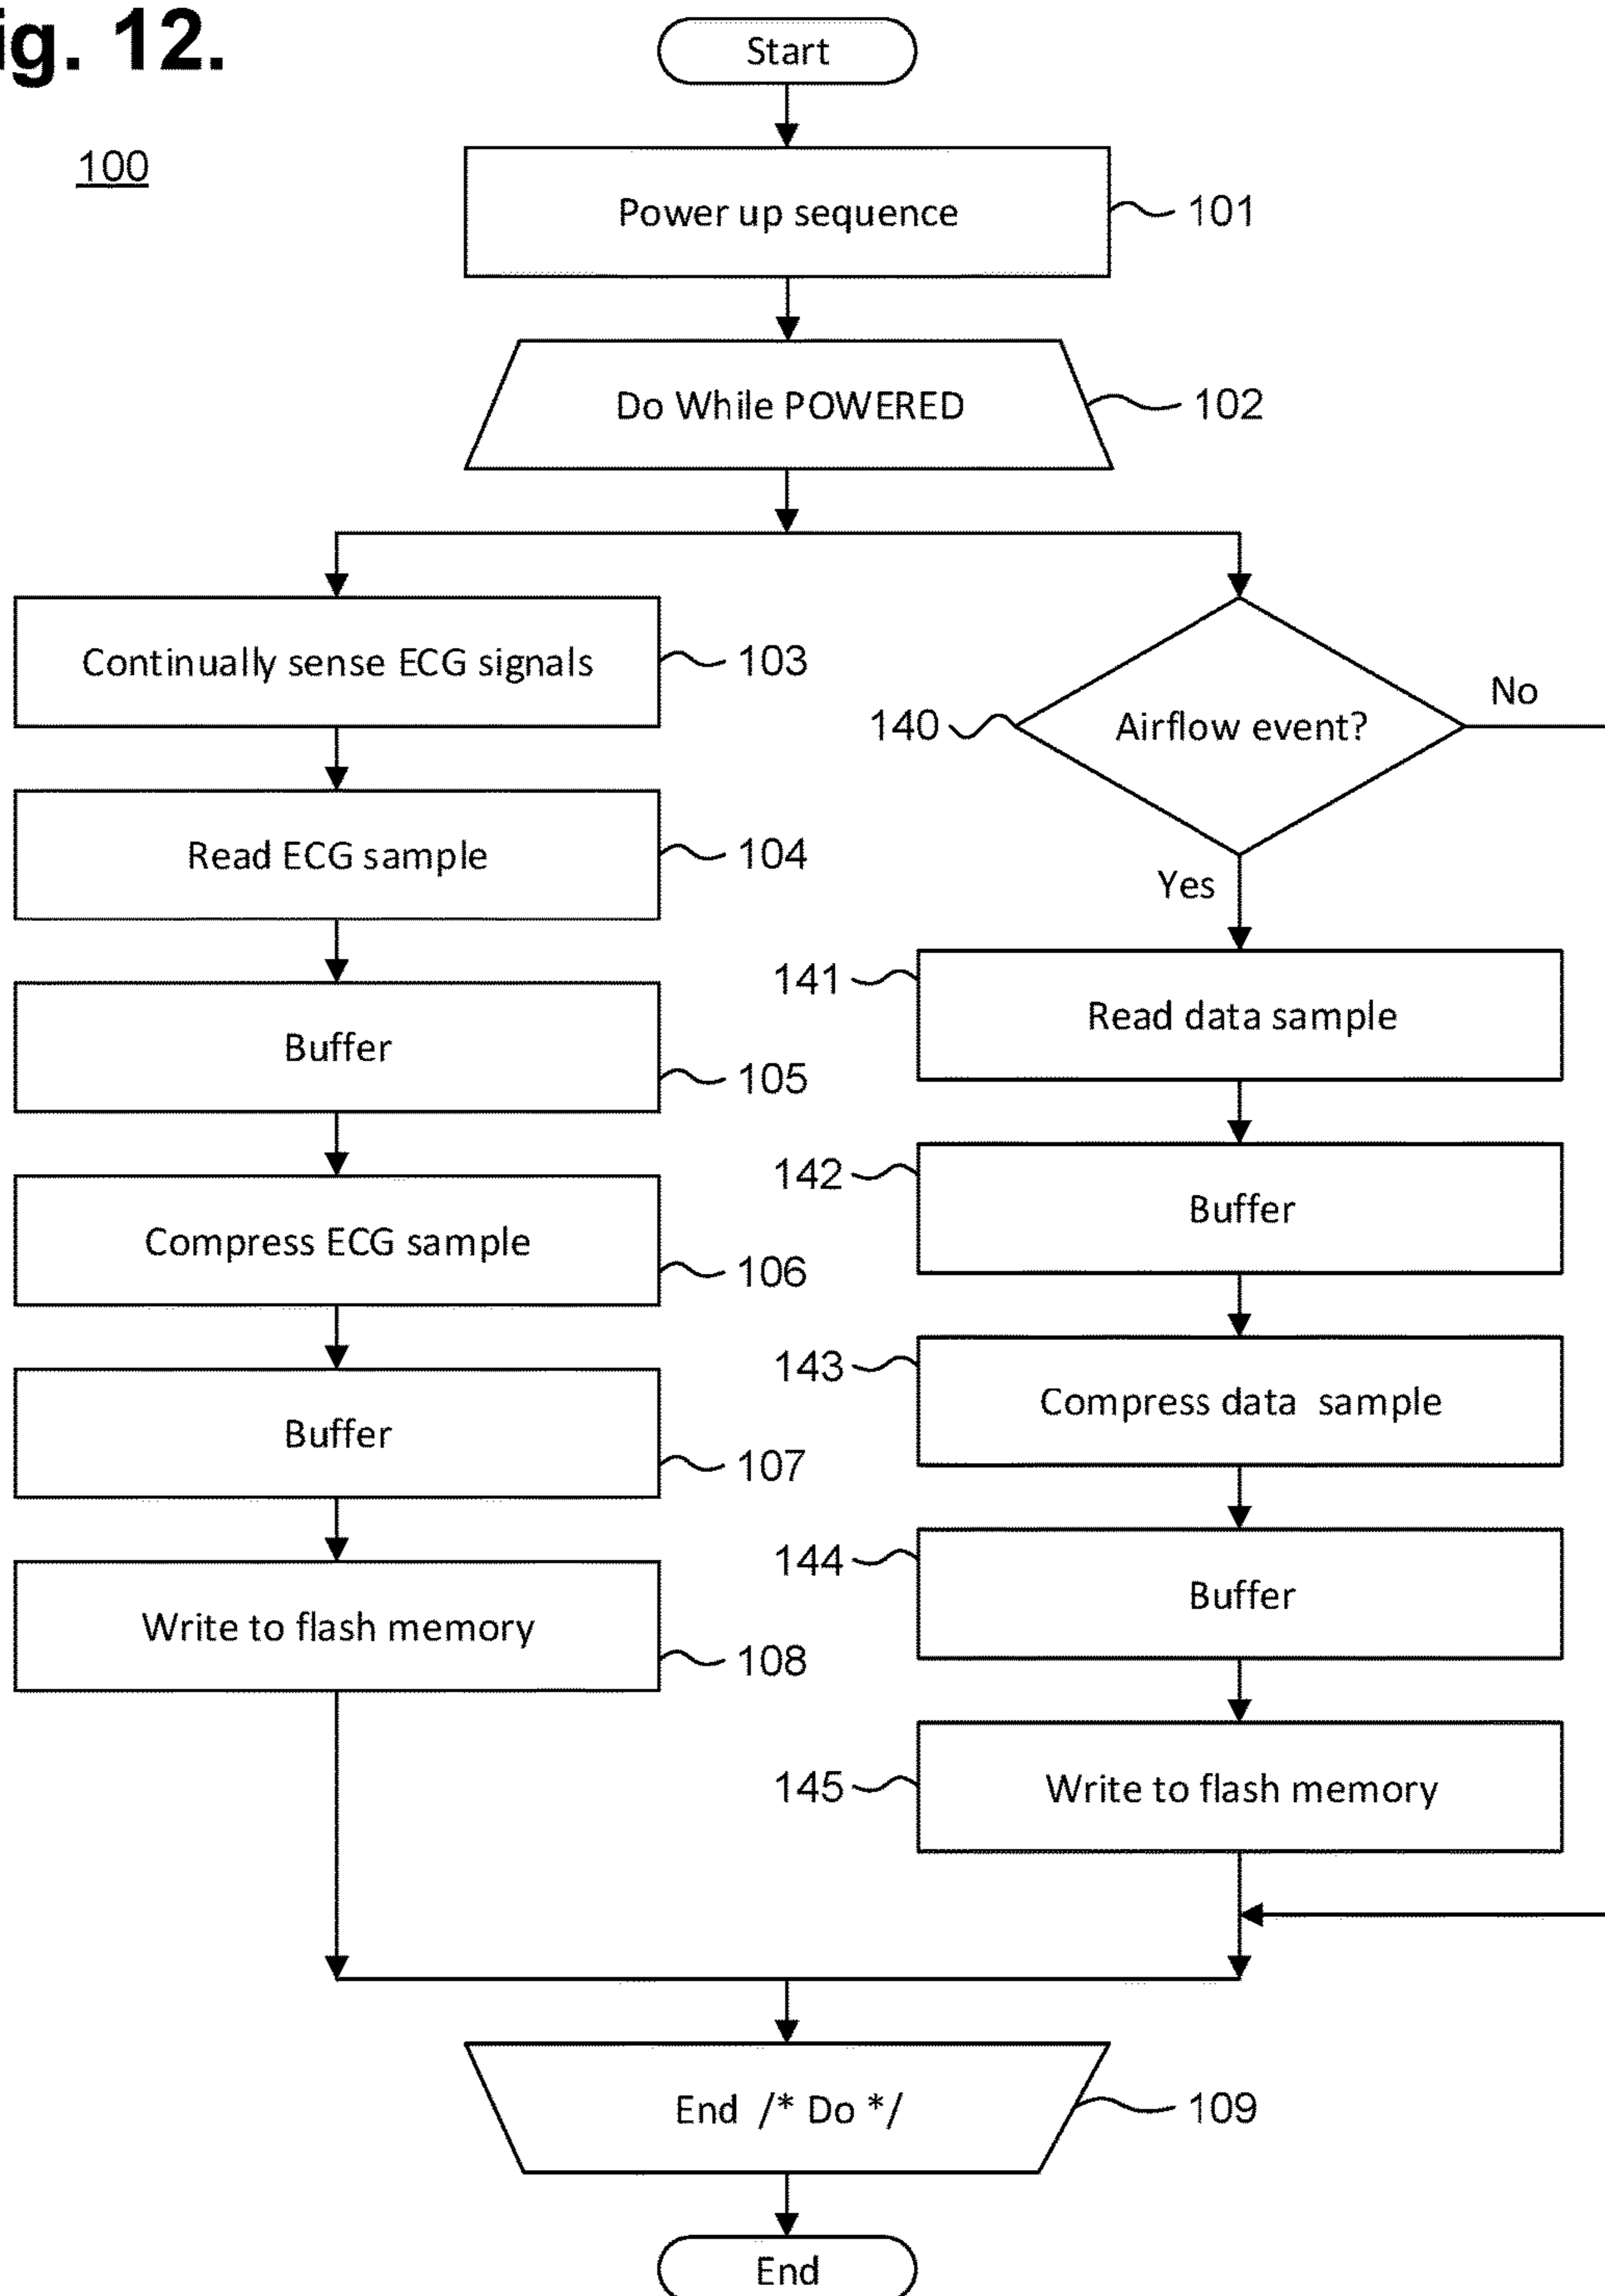 ig. 12.
100
Start
Power up sequence
101
Do While POWERED
102
Continually sense ECG signals
103
Read ECG sample
104
Buffer
105
Compress ECG sample
106
Buffer
107
Write to flash memory
108
140
Airflow event?
No
Yes
141
Read data sample
142
Buffer
143
Compress data sample
144
Buffer
145
Write to flash memory
End /* Do */
109
End